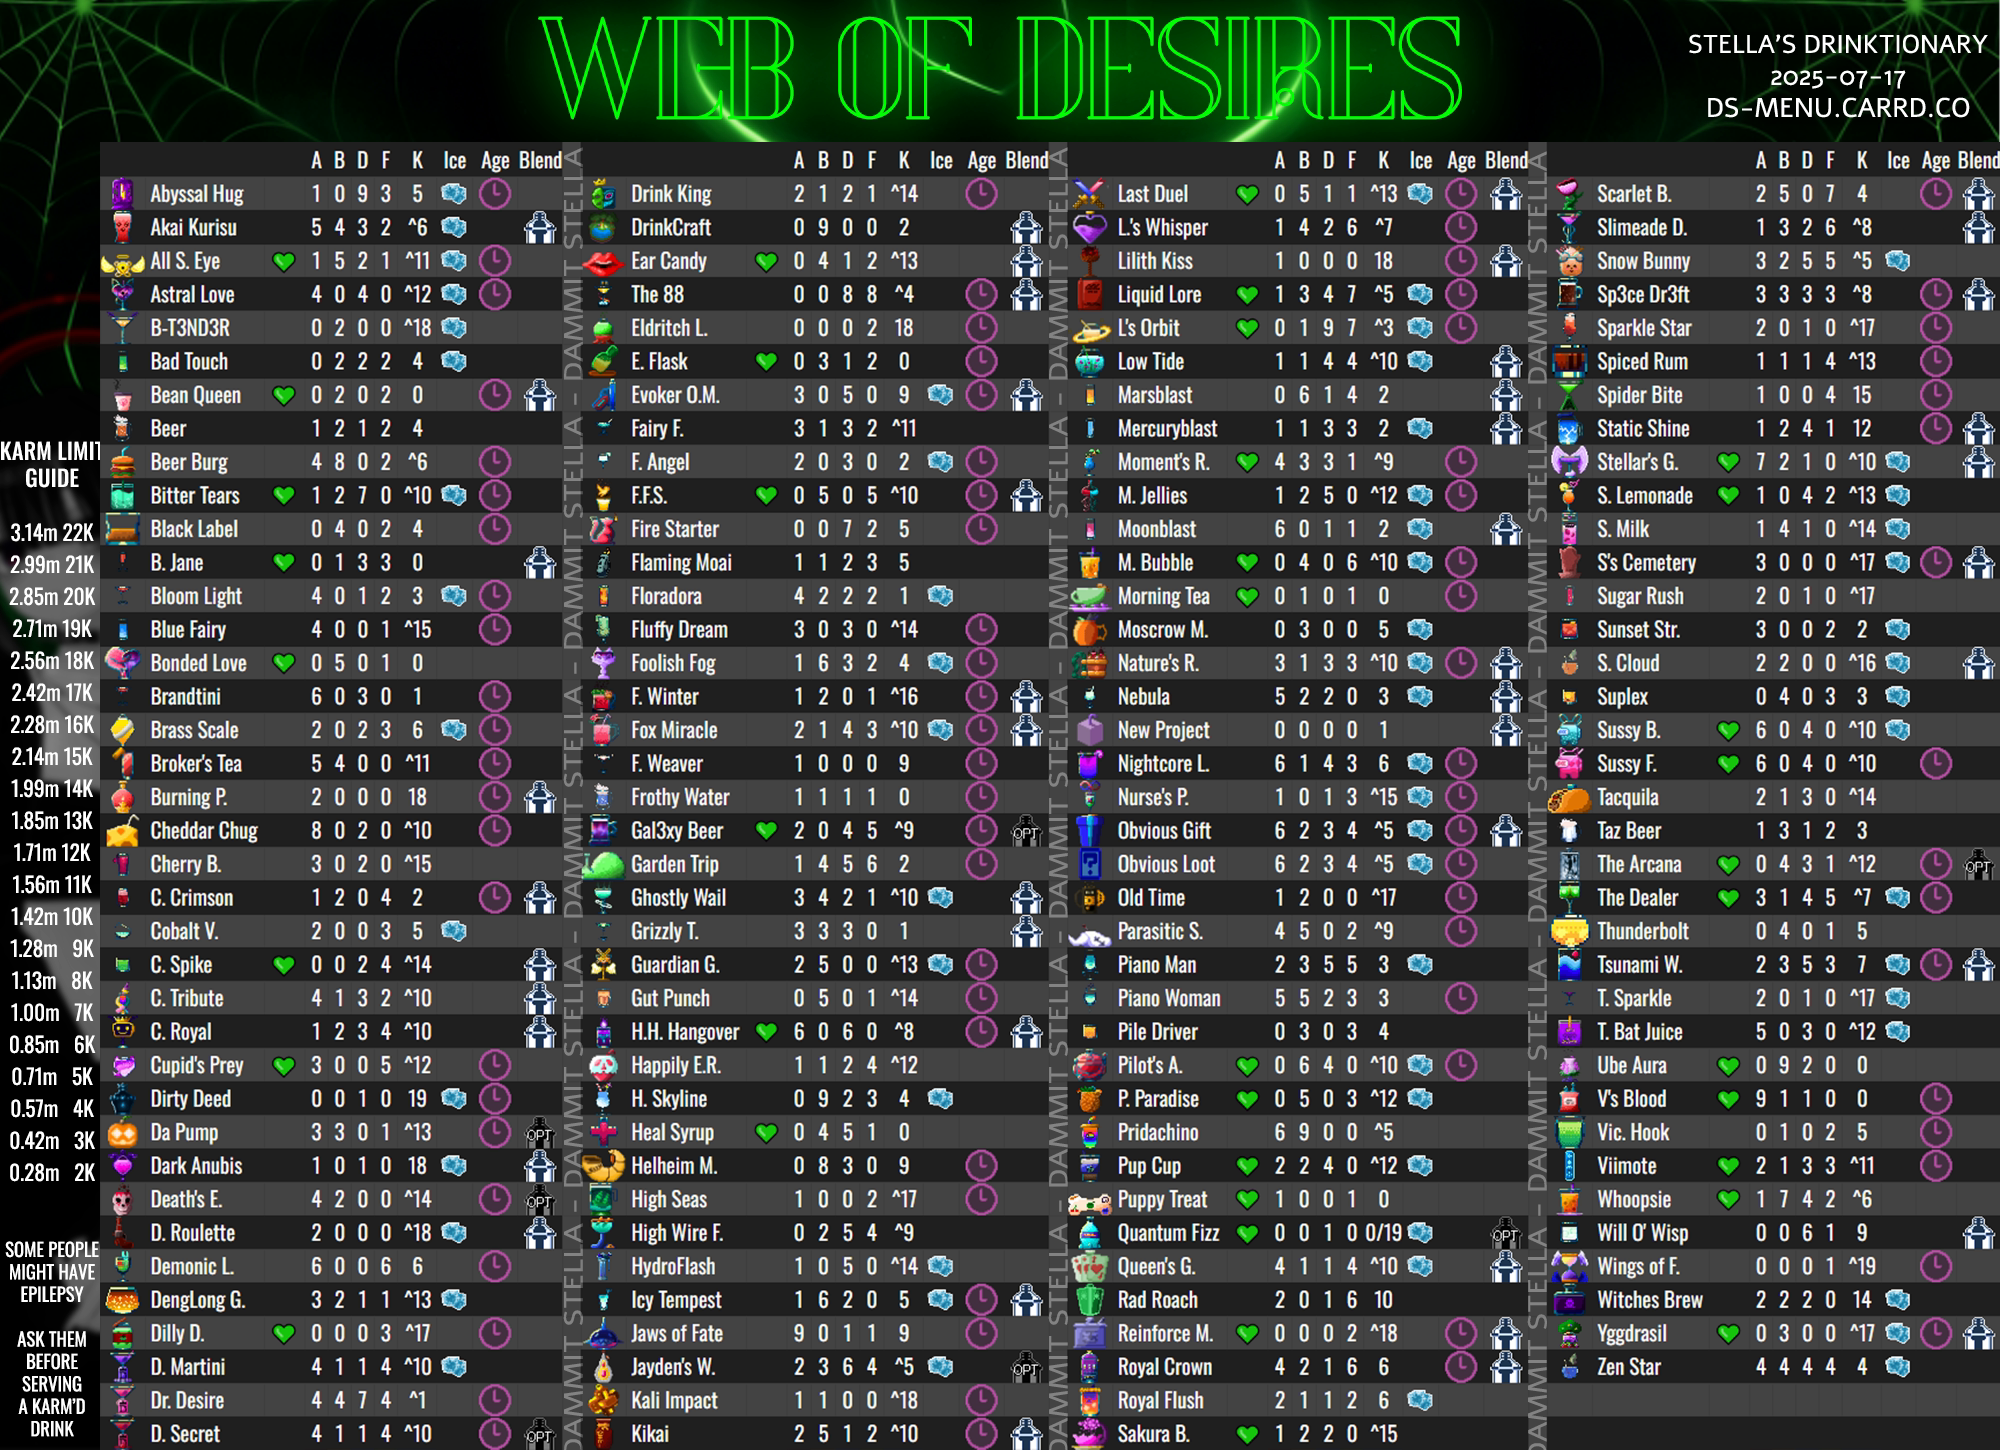 WEB OF DESIRES
STELLA'S DRINKTIONARY
2025-07-17
DS-MENU.CARRD.CO
KARM LIMIT
GUIDE
3.14m 22K
2.99m 21K
2.85m 20K
2.71m 19K
2.56m 18K
2.42m 17K
2.28m 16K
2.14m 15K
1.99m 14K
1.85m 13K
1.71m 12K
1.56m 11K
1.42m 10K
1.28m 9K
1.13m 8K
1.00m 7K
0.85m 6K
0.71m 5K
0.57m 4K
0.42m 3K
0.28m 2K
SOME PEOPLE
MIGHT HAVE
EPILEPSY
ASK THEM
BEFORE
SERVING
A KARM'D
DRINK
A B D F K Ice Age Blend
Abyssal Hug 1 0 9 3 5
Akai Kurisu 5 4 3 2 ^6
All S. Eye 1 5 2 1 ^11
Astral Love 4 0 4 0 ^12
B-T3ND3R 0 2 0 0 ^18
Bad Touch 0 2 2 2 4
Bean Queen 0 2 0 2 0
Beer 1 2 1 2 4
Beer Burg 4 8 0 2 ^6
Bitter Tears 1 2 7 0 ^10
Black Label 0 4 0 2 4
B. Jane 0 1 3 3 0
Bloom Light 4 0 1 2 3
Blue Fairy 4 0 0 1 ^15
Bonded Love 0 5 0 1 0
Brandtini 6 0 3 0 1
Brass Scale 2 0 2 3 6
Broker's Tea 5 4 0 0 ^11
Burning P. 2 0 0 0 18
Cheddar Chug 8 0 2 0 ^10
Cherry B. 3 0 2 0 ^15
C. Crimson 1 2 0 4 2
Cobalt V. 2 0 0 3 5
C. Spike 0 0 2 4 ^14
C. Tribute 4 1 3 2 ^10
C. Royal 1 2 3 4 ^10
Cupid's Prey 3 0 0 5 ^12
Dirty Deed 0 0 1 0 19
Da Pump 3 3 0 1 ^13 OPT
Dark Anubis 1 0 1 0 18
Death's E. 4 2 0 0 ^14 OPT
D. Roulette 2 0 0 0 ^18
Demonic L. 6 0 0 6 6
DengLong G. 3 2 1 1 ^13
Dilly D. 0 0 0 3 ^17
D. Martini 4 1 1 4 ^10
Dr. Desire 4 4 7 4 ^1
D. Secret 4 1 1 4 ^10 OPT
DAMMIT STELLA - DAMMIT STELLA - DAMMIT STELLA - DAMMIT STELLA
A B D F K Ice Age Blend
Drink King 2 1 2 1 ^14
DrinkCraft 0 9 0 0 2
Ear Candy 0 4 1 2 ^13
The 88 0 0 8 8 ^4
Eldritch L. 0 0 0 2 18
E. Flask 0 3 1 2 0
Evoker O.M. 3 0 5 0 9
Fairy F. 3 1 3 2 ^11
F. Angel 2 0 3 0 2
F.F.S. 0 5 0 5 ^10
Fire Starter 0 0 7 2 5
Flaming Moai 1 1 2 3 5
Floradora 4 2 2 2 1
Fluffy Dream 3 0 3 0 ^14
Foolish Fog 1 6 3 2 4
F. Winter 1 2 0 1 ^16
Fox Miracle 2 1 4 3 ^10
F. Weaver 1 0 0 0 9
Frothy Water 1 1 1 1 0
Gal3xy Beer 2 0 4 5 ^9 OPT
Garden Trip 1 4 5 6 2
Ghostly Wail 3 4 2 1 ^10
Grizzly T. 3 3 3 0 1
Guardian G. 2 5 0 0 ^13
Gut Punch 0 5 0 1 ^14
H.H. Hangover 6 0 6 0 ^8
Happily E.R. 1 1 2 4 ^12
H. Skyline 0 9 2 3 4
Heal Syrup 0 4 5 1 0
Helheim M. 0 8 3 0 9
High Seas 1 0 0 2 ^17
High Wire F. 0 2 5 4 ^9
HydroFlash 1 0 5 0 ^14
Icy Tempest 1 6 2 0 5
Jaws of Fate 9 0 1 1 9
Jayden's W. 2 3 6 4 ^5 OPT
Kali Impact 1 1 0 0 ^18
Kikai 2 5 1 2 ^10
DAMMIT STELLA - DAMMIT STELLA - DAMMIT STELLA - DAMMIT STELLA
A B D F K Ice Age Blend
Last Duel 0 5 1 1 ^13
L.'s Whisper 1 4 2 6 ^7
Lilith Kiss 1 0 0 0 18
Liquid Lore 1 3 4 7 ^5
L's Orbit 0 1 9 7 ^3
Low Tide 1 1 4 4 ^10
Marsblast 0 6 1 4 2
Mercuryblast 1 1 3 3 2
Moment's R. 4 3 3 1 ^9
M. Jellies 1 2 5 0 ^12
Moonblast 6 0 1 1 2
M. Bubble 0 4 0 6 ^10
Morning Tea 0 1 0 1 0
Moscrow M. 0 3 0 0 5
Nature's R. 3 1 3 3 ^10
Nebula 5 2 2 0 3
New Project 0 0 0 0 1
Nightcore L. 6 1 4 3 6
Nurse's P. 1 0 1 3 ^15
Obvious Gift 6 2 3 4 ^5
Obvious Loot 6 2 3 4 ^5
Old Time 1 2 0 0 ^17
Parasitic S. 4 5 0 2 ^9
Piano Man 2 3 5 5 3
Piano Woman 5 5 2 3 3
Pile Driver 0 3 0 3 4
Pilot's A. 0 6 4 0 ^10
P. Paradise 0 5 0 3 ^12
Pridachino 6 9 0 0 ^5
Pup Cup 2 2 4 0 ^12
Puppy Treat 1 0 0 1 0
Quantum Fizz 0 0 1 0 0/19 OPT
Queen's G. 4 1 1 4 ^10
Rad Roach 2 0 1 6 10
Reinforce M. 0 0 0 2 ^18
Royal Crown 4 2 1 6 6
Royal Flush 2 1 1 2 6
Sakura B. 1 2 2 0 ^15
DAMMIT STELLA - DAMMIT STELLA - DAMMIT STELLA - DAMMIT STELLA
A B D F K Ice Age Blend
Scarlet B. 2 5 0 7 4
Slimeade D. 1 3 2 6 ^8
Snow Bunny 3 2 5 5 ^5
Sp3ce Dr3ft 3 3 3 3 ^8
Sparkle Star 2 0 1 0 ^17
Spiced Rum 1 1 1 4 ^13
Spider Bite 1 0 0 4 15
Static Shine 1 2 4 1 12
Stellar's G. 7 2 1 0 ^10
S. Lemonade 1 0 4 2 ^13
S. Milk 1 4 1 0 ^14
S's Cemetery 3 0 0 0 ^17
Sugar Rush 2 0 1 0 ^17
Sunset Str. 3 0 0 2 2
S. Cloud 2 2 0 0 ^16
Suplex 0 4 0 3 3
Sussy B. 6 0 4 0 ^10
Sussy F. 6 0 4 0 ^10
Tacquila 2 1 3 0 ^14
Taz Beer 1 3 1 2 3
The Arcana 0 4 3 1 ^12 OPT
The Dealer 3 1 4 5 ^7
Thunderbolt 0 4 0 1 5
Tsunami W. 2 3 5 3 7
T. Sparkle 2 0 1 0 ^17
T. Bat Juice 5 0 3 0 ^12
Ube Aura 0 9 2 0 0
V's Blood 9 1 1 0 0
Vic. Hook 0 1 0 2 5
Viimote 2 1 3 3 ^11
Whoopsie 1 7 4 2 ^6
Will O' Wisp 0 0 6 1 9
Wings of F. 0 0 0 1 ^19
Witches Brew 2 2 2 0 14
Yggdrasil 0 3 0 0 ^17
Zen Star 4 4 4 4 4